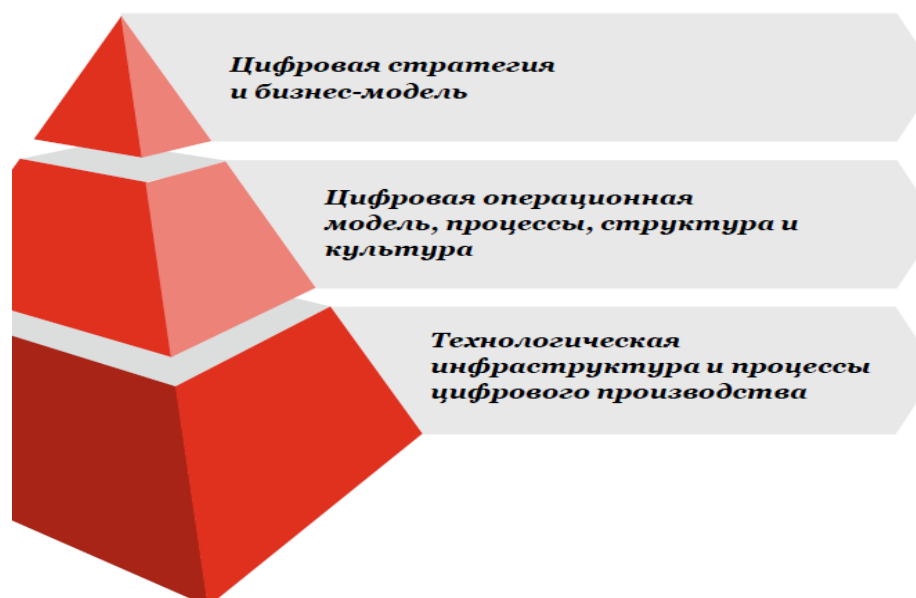 Цифровая стратегия
и бизнес-модель
Цифровая операционная
модель, процессы, структура и
культура
Технологическая
инфраструктура и процессы
цифрового производства